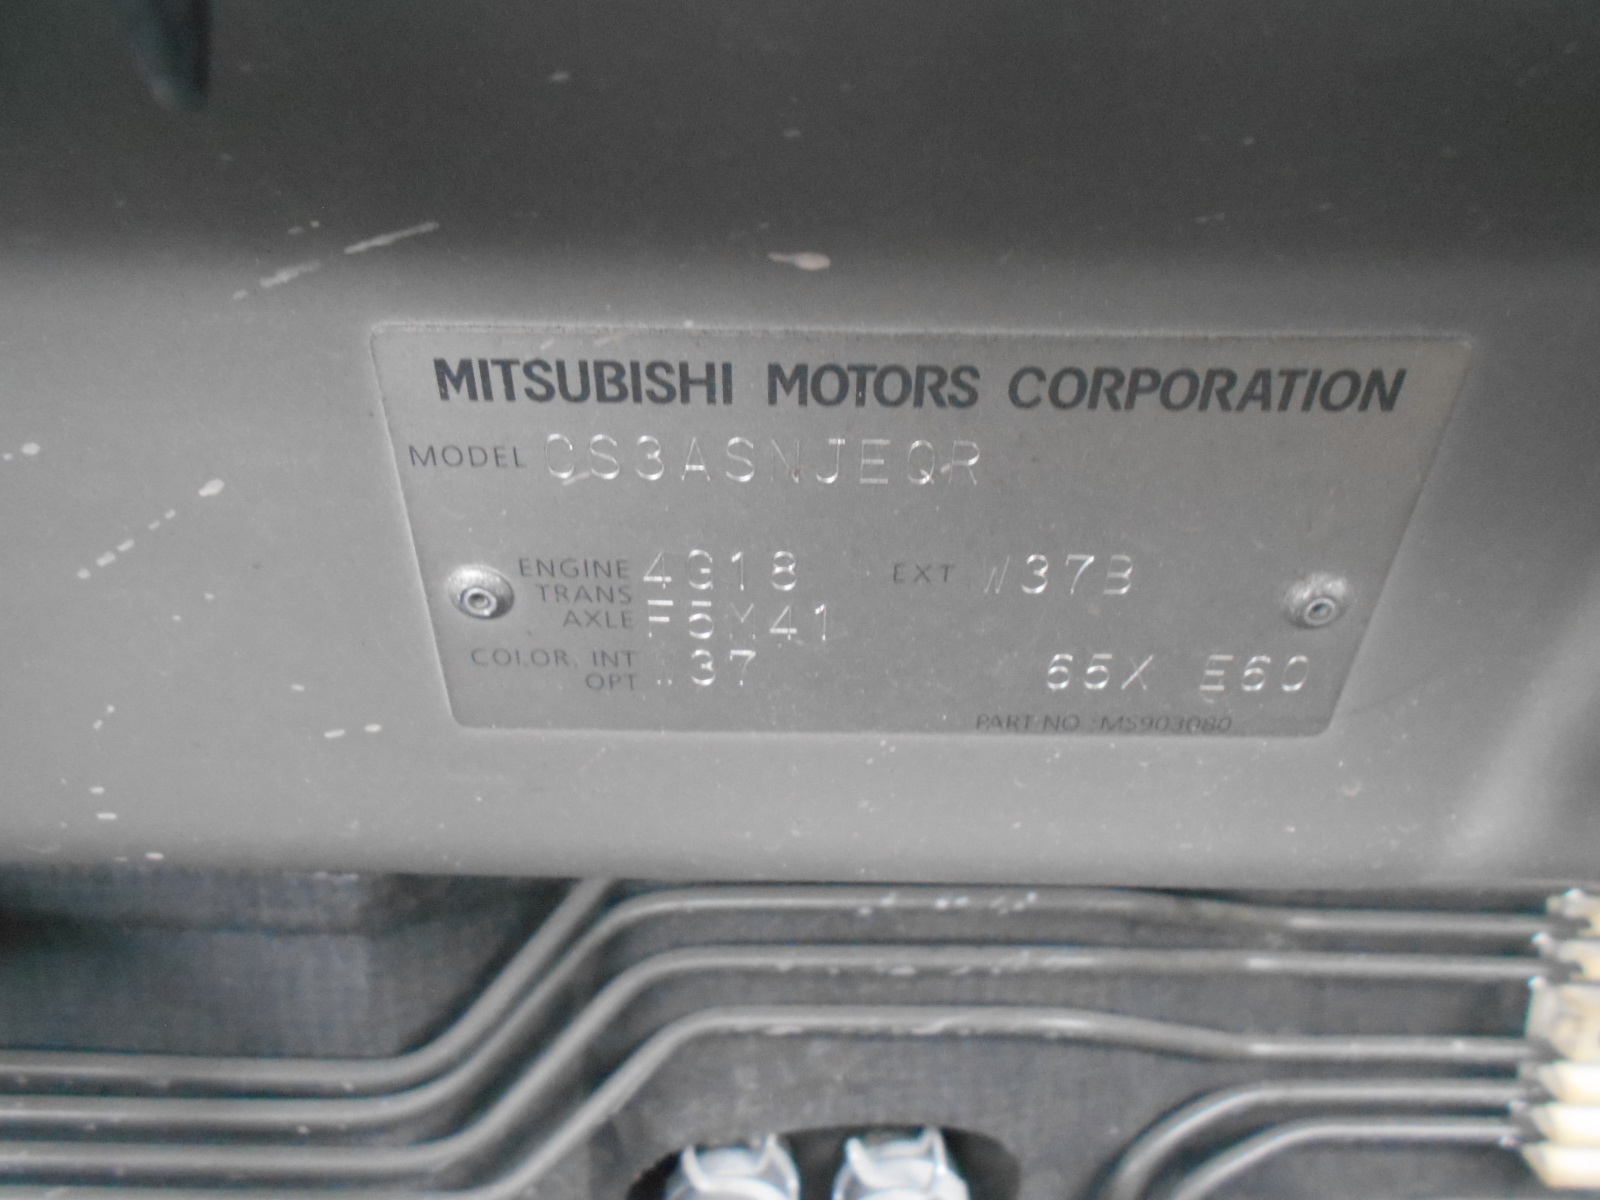 MITSUBISHI MOTORS CORPORATION
MODEL CS3ASNJEQR
ENGINE 4G18 EXT W37B
TRANS
AXLE F5M41
COLOR, INT 37
OPT 65X E60
PART NO MS903080